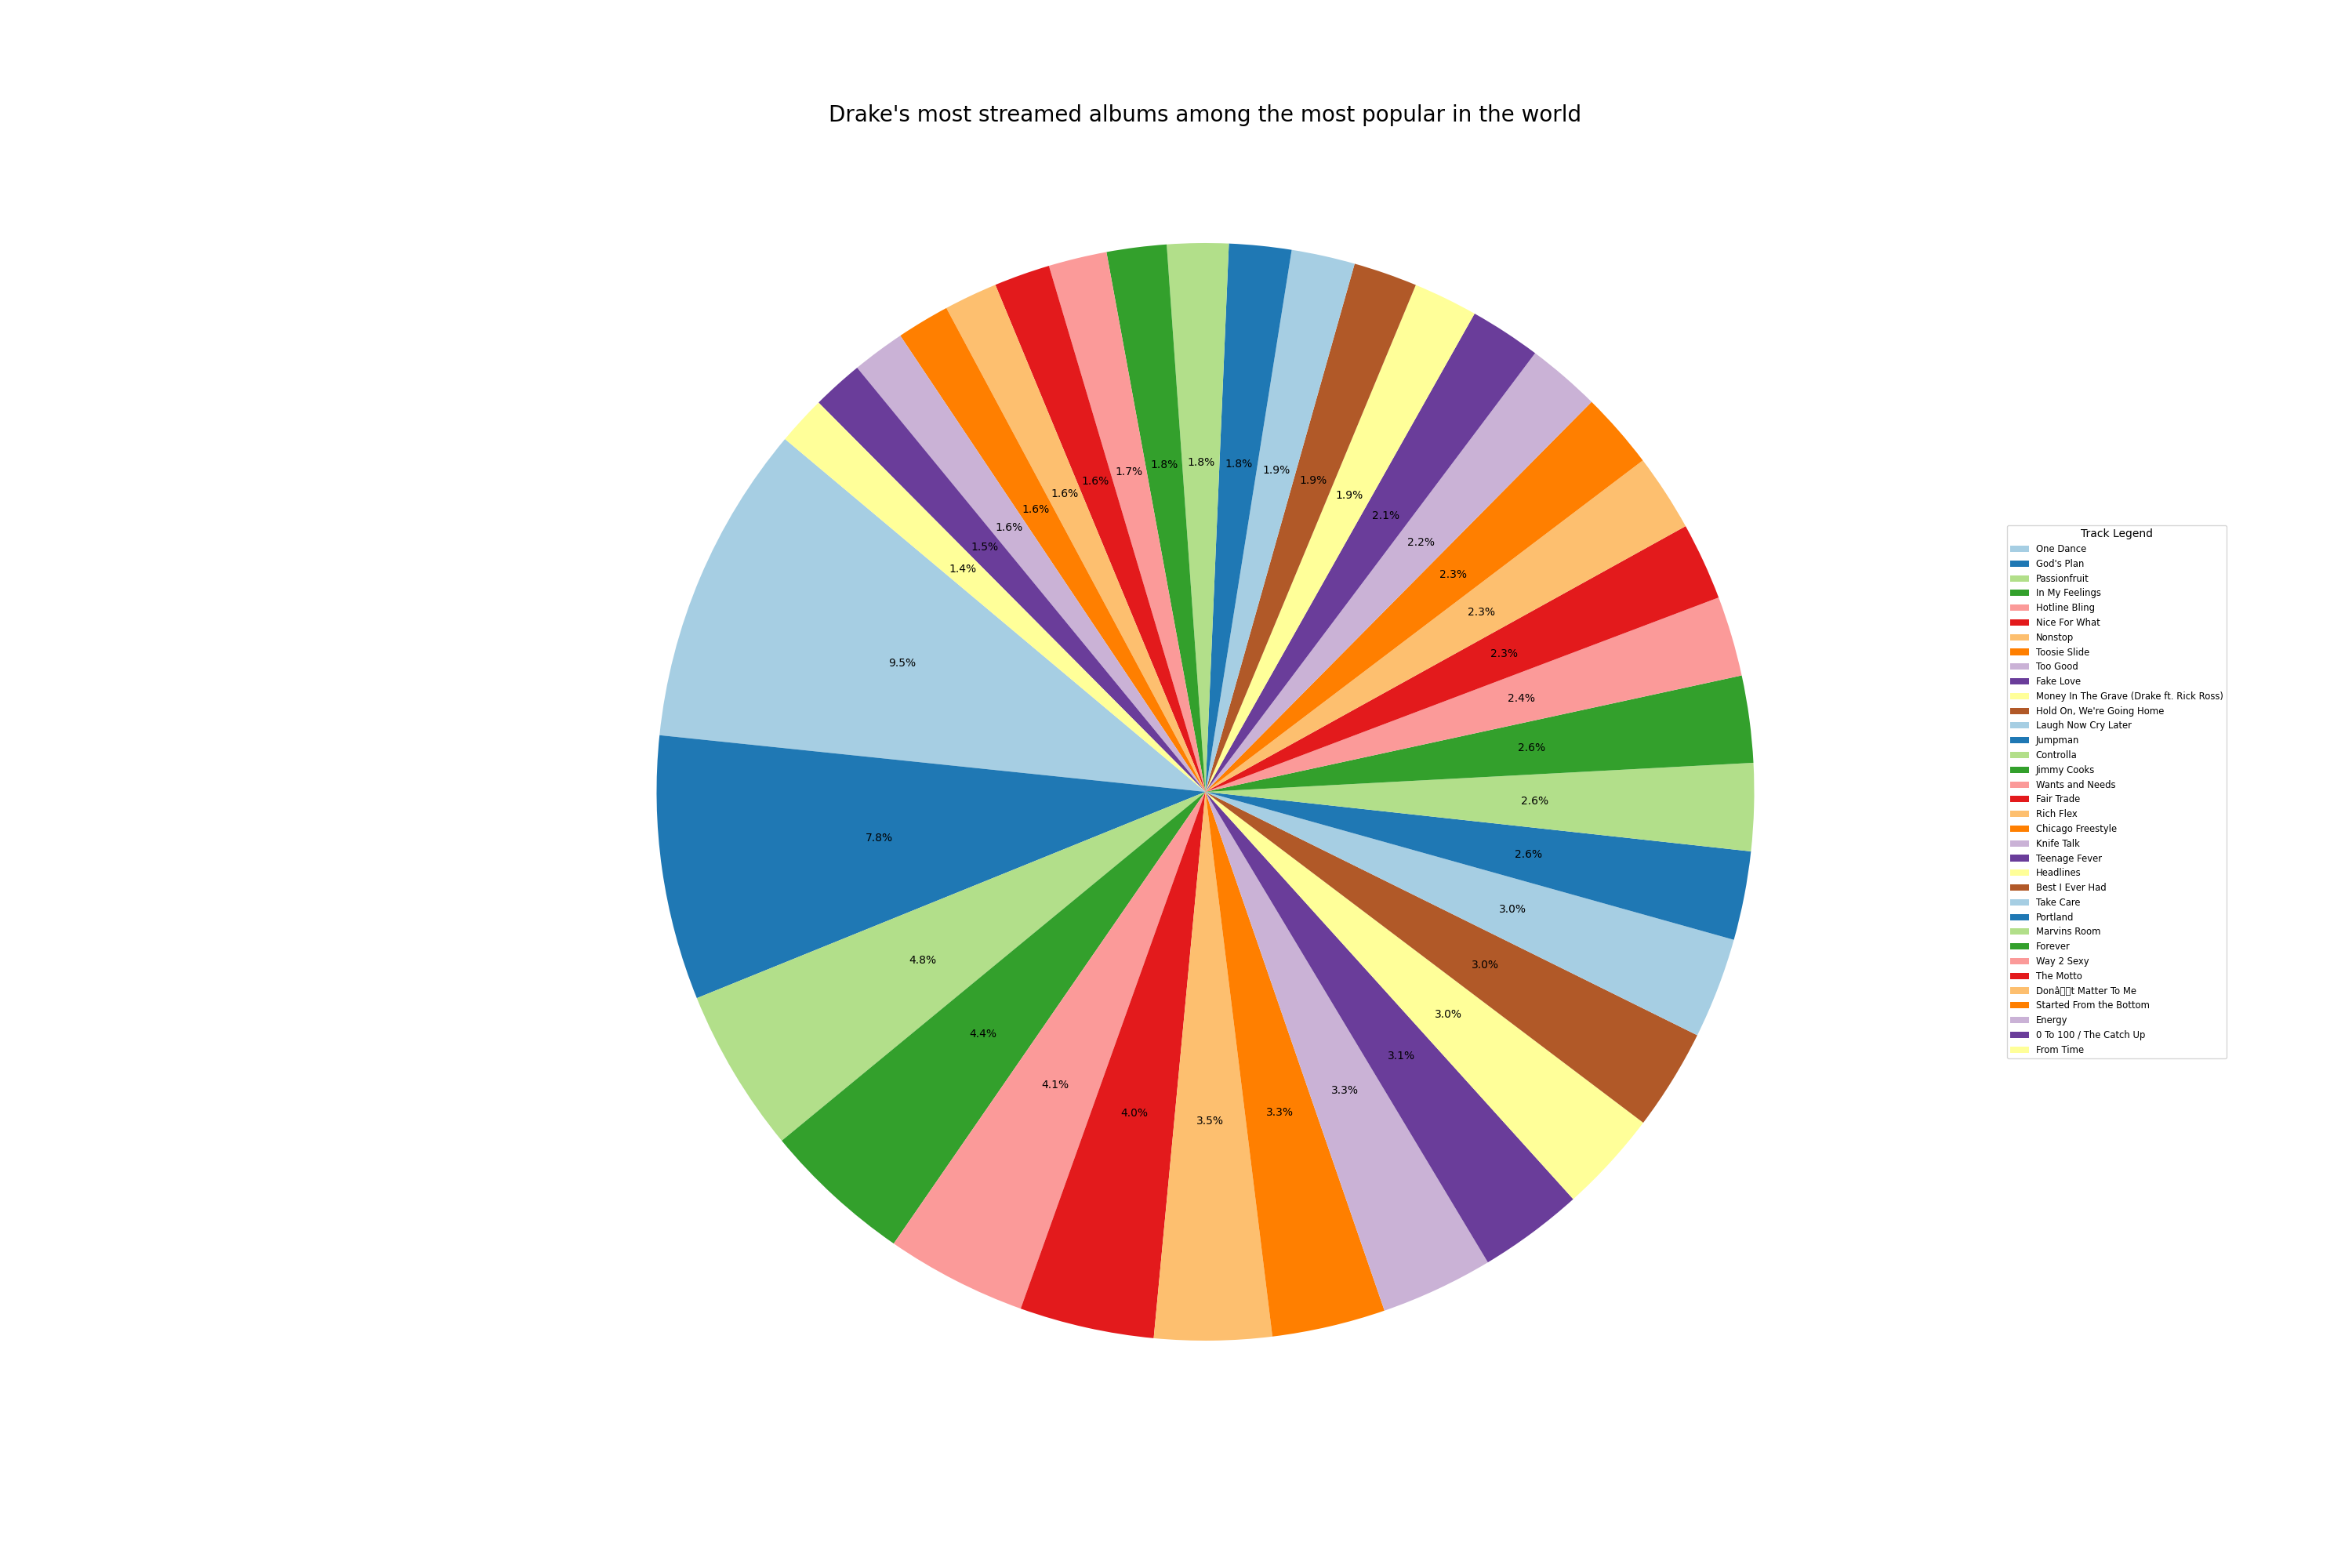 Drake's most streamed albums among the most popular in the world
1.8%
1.8%
1.8%
1.9%
1.7%
1.9%
1.6%
1.6%
1.9%
1.6%
2.1%
1.6%
2.2%
1.5%
1.4%
2.3%
2.3%
2.3%
9.5%
2.4%
2.6%
2.6%
7.8%
2.6%
3.0%
4.8%
3.0%
3.0%
4.4%
3.1%
4.1%
3.3%
4.0%
3.3%
3.5%
Track Legend
One Dance
God's Plan
Passionfruit
In My Feelings
Hotline Bling
Nice For What
Nonstop
Toosie Slide
Too Good
Fake Love
Money In The Grave (Drake ft. Rick Ross)
Hold On, We're Going Home
Laugh Now Cry Later
Jumpman
Controlla
Jimmy Cooks
Wants and Needs
Fair Trade
Rich Flex
Chicago Freestyle
Knife Talk
Teenage Fever
Headlines
Best I Ever Had
Take Care
Portland
Marvins Room
Forever
Way 2 Sexy
The Motto
Donâ▯▯t Matter To Me
Started From the Bottom
Energy
0 To 100 / The Catch Up
From Time